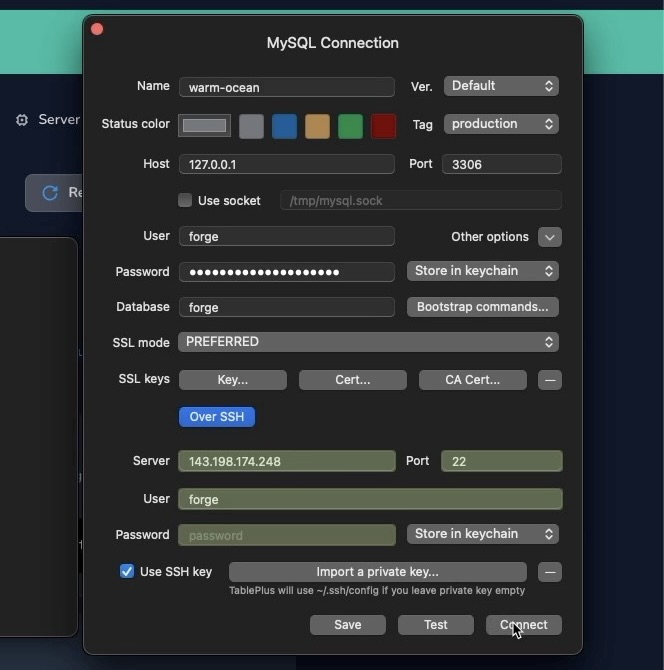 MySQL Connection
Name warm-ocean Ver. Default
Server
Status color Tag production
Host 127.0.0.1 Port 3306
Use socket /tmp/mysql.sock
User forge Other options
Password •••••••••••••••••••• Store in keychain
Database forge Bootstrap commands...
SSL mode PREFERRED
SSL keys Key... Cert... CA Cert... —
Over SSH
Server 143.198.174.248 Port 22
User forge
Password password Store in keychain
Use SSH key Import a private key... —
TablePlus will use ~/.ssh/config if you leave private key empty
Save Test Connect